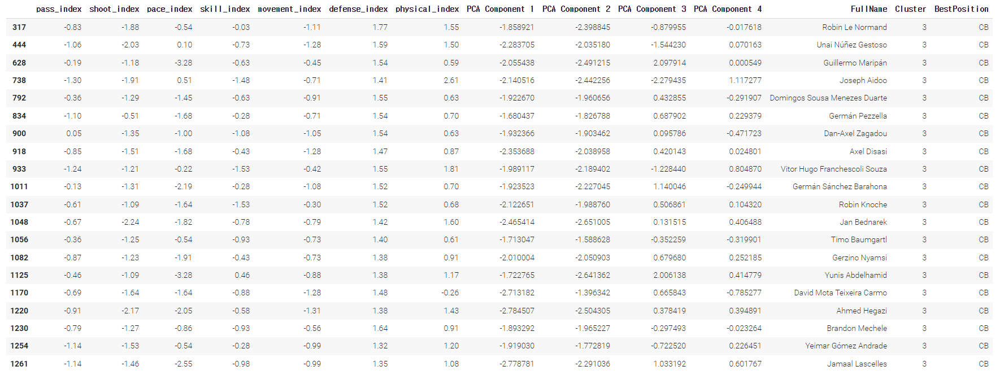 pass_index shoot_index pace_index skill_index movement_index defense_index physical_index PCA Component 1 PCA Component 2 PCA Component 3 PCA Component 4 FullName Cluster BestPosition
317 -0.83 -1.88 -0.54 -0.03 -1.11 1.77 1.55 -1.858921 -2.398845 -0.879955 -0.017618 Robin Le Normand 3 CB
444 -1.06 -2.03 0.10 -0.73 -1.28 1.59 1.50 -2.283705 -2.035180 -1.544230 0.070163 Unai Núñez Gestoso 3 CB
628 -0.19 -1.18 -3.28 -0.63 -0.45 1.54 0.59 -2.055438 -2.491215 2.097914 0.000549 Guillermo Maripán 3 CB
738 -1.30 -1.91 0.51 -1.48 -0.71 1.41 2.61 -2.140516 -2.442256 -2.279435 1.117277 Joseph Aidoo 3 CB
792 -0.36 -1.29 -1.45 -0.63 -0.91 1.55 0.63 -1.922670 -1.960656 0.432855 -0.291907 Domingos Sousa Menezes Duarte 3 CB
834 -1.10 -0.51 -1.68 -0.28 -0.71 1.54 0.70 -1.680437 -1.826788 0.687902 0.229379 Germán Pezzella 3 CB
900 0.05 -1.35 -1.00 -1.08 -1.05 1.54 0.63 -1.932366 -1.903462 0.095786 -0.471723 Dan-Axel Zagadou 3 CB
918 -0.85 -1.51 -1.68 -0.43 -1.28 1.47 0.87 -2.353688 -2.038958 0.420143 0.024801 Axel Disasi 3 CB
933 -1.24 -1.21 -0.22 -1.53 -0.42 1.55 1.81 -1.989117 -2.189402 -1.228440 0.804870 Vitor Hugo Franchescoli Souza 3 CB
1011 -0.13 -1.31 -2.19 -0.28 -1.08 1.52 0.70 -1.923523 -2.227045 1.140046 -0.249944 Germán Sánchez Barahona 3 CB
1037 -0.61 -1.09 -1.64 -1.53 -0.30 1.52 0.68 -2.122651 -1.988760 0.506861 0.104320 Robin Knoche 3 CB
1048 -0.67 -2.24 -1.82 -0.78 -0.79 1.42 1.60 -2.465414 -2.651005 0.131515 0.406488 Jan Bednarek 3 CB
1056 -0.36 -1.25 -0.54 -0.93 -0.73 1.40 0.61 -1.713047 -1.588628 -0.352259 -0.319901 Timo Baumgartl 3 CB
1082 -0.87 -1.23 -1.91 -0.43 -0.73 1.38 0.91 -2.010004 -2.050903 0.679680 0.252185 Gerzino Nyamsi 3 CB
1125 -0.46 -1.09 -3.28 0.46 -0.88 1.38 1.17 -1.722765 -2.641362 2.006138 0.414779 Yunis Abdelhamid 3 CB
1170 -0.69 -1.64 -1.64 -0.88 -1.28 1.48 -0.26 -2.713182 -1.396342 0.665843 -0.785277 David Mota Teixeira Carmo 3 CB
1220 -0.91 -2.17 -2.05 -0.58 -1.31 1.38 1.43 -2.784507 -2.504305 0.378419 0.394891 Ahmed Hegazi 3 CB
1230 -0.79 -1.27 -0.86 -0.93 -0.56 1.64 0.91 -1.893292 -1.965227 -0.297493 -0.023264 Brandon Mechele 3 CB
1254 -1.14 -1.53 -0.54 -0.28 -0.99 1.32 1.20 -1.919030 -1.772819 -0.722520 0.226451 Yeimar Gómez Andrade 3 CB
1261 -1.14 -1.46 -2.55 -0.98 -0.99 1.35 1.08 -2.778781 -2.291036 1.033192 0.601767 Jamaal Lascelles 3 CB